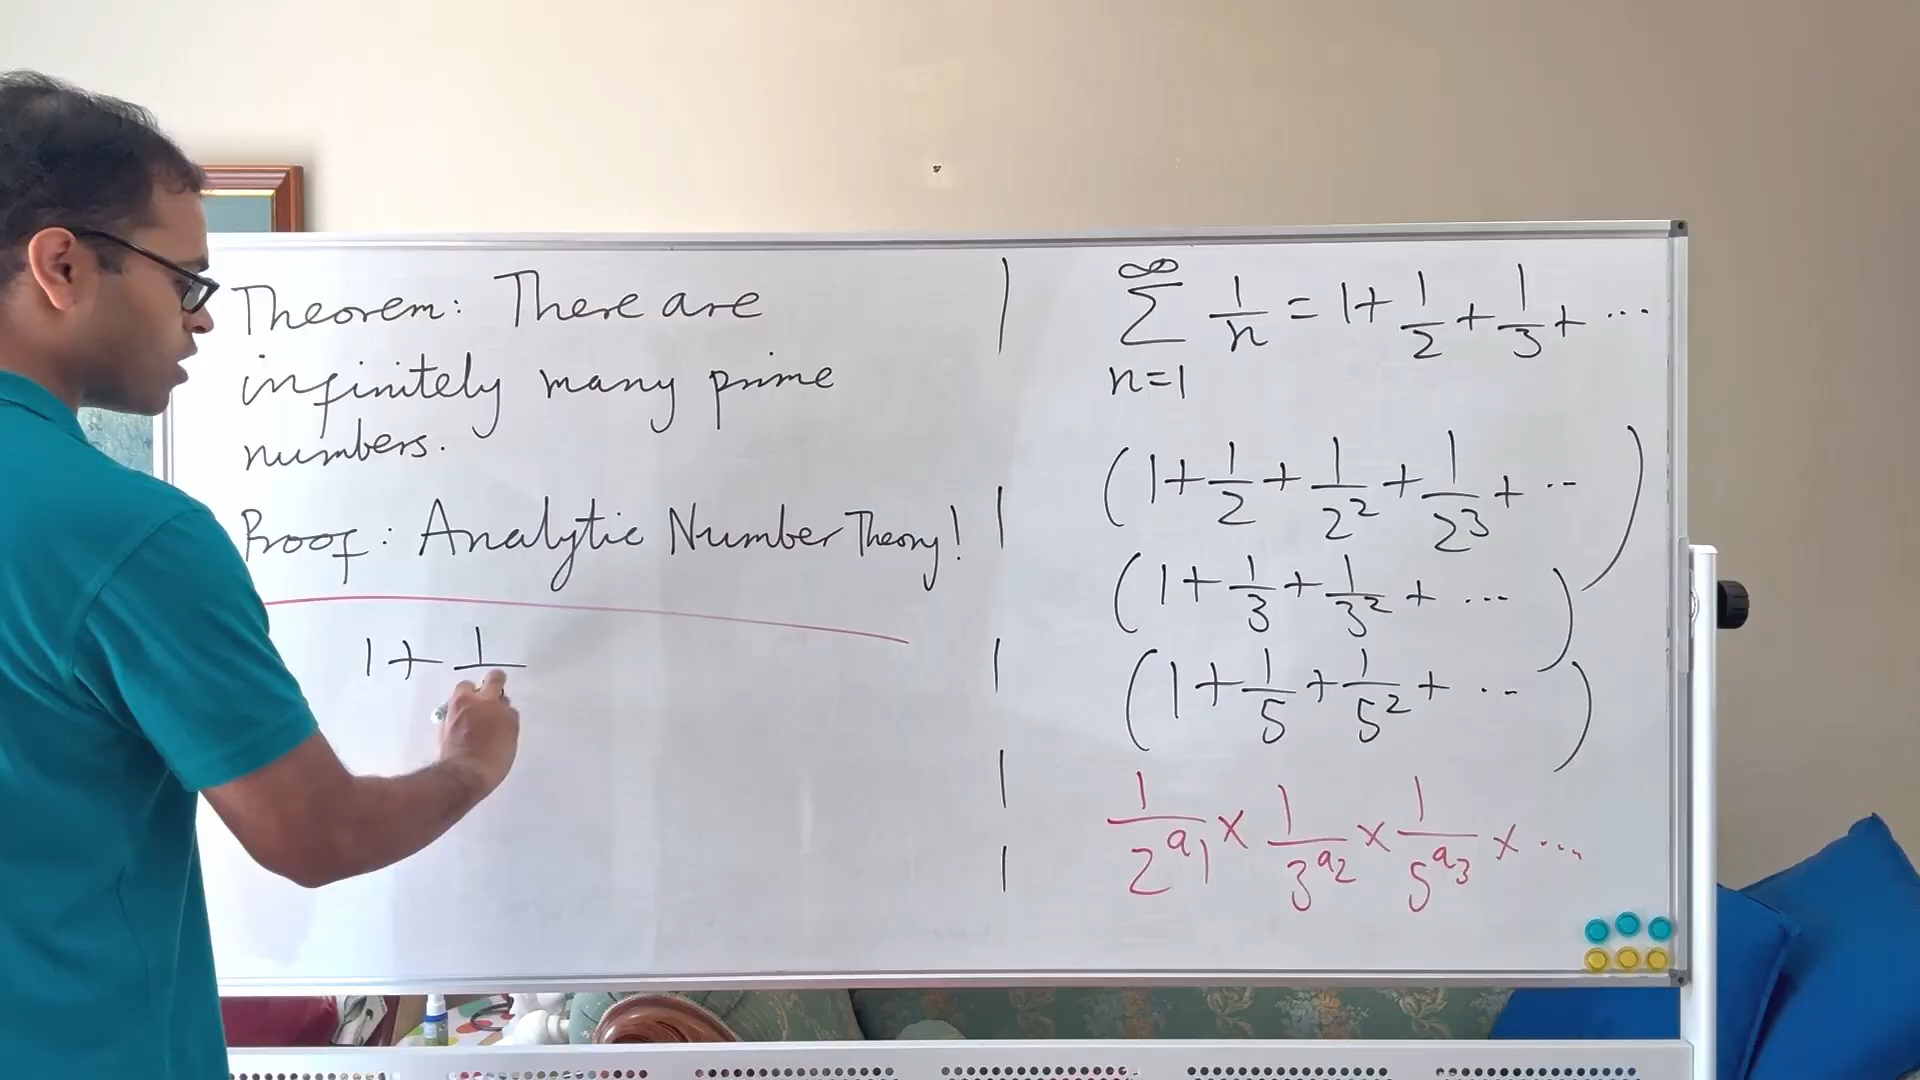 Theorem: There are
infinitely many prime
numbers.
Proof: Analytic Number Theory!
1 + 1/
∞
∑ 1/n = 1 + 1/2 + 1/3 + ...
n=1
(1 + 1/2 + 1/2² + 1/2³ + ...)
(1 + 1/3 + 1/3² + ...)
(1 + 1/5 + 1/5² + ...)
1/2^a₁ × 1/3^a₂ × 1/5^a₃ × ...